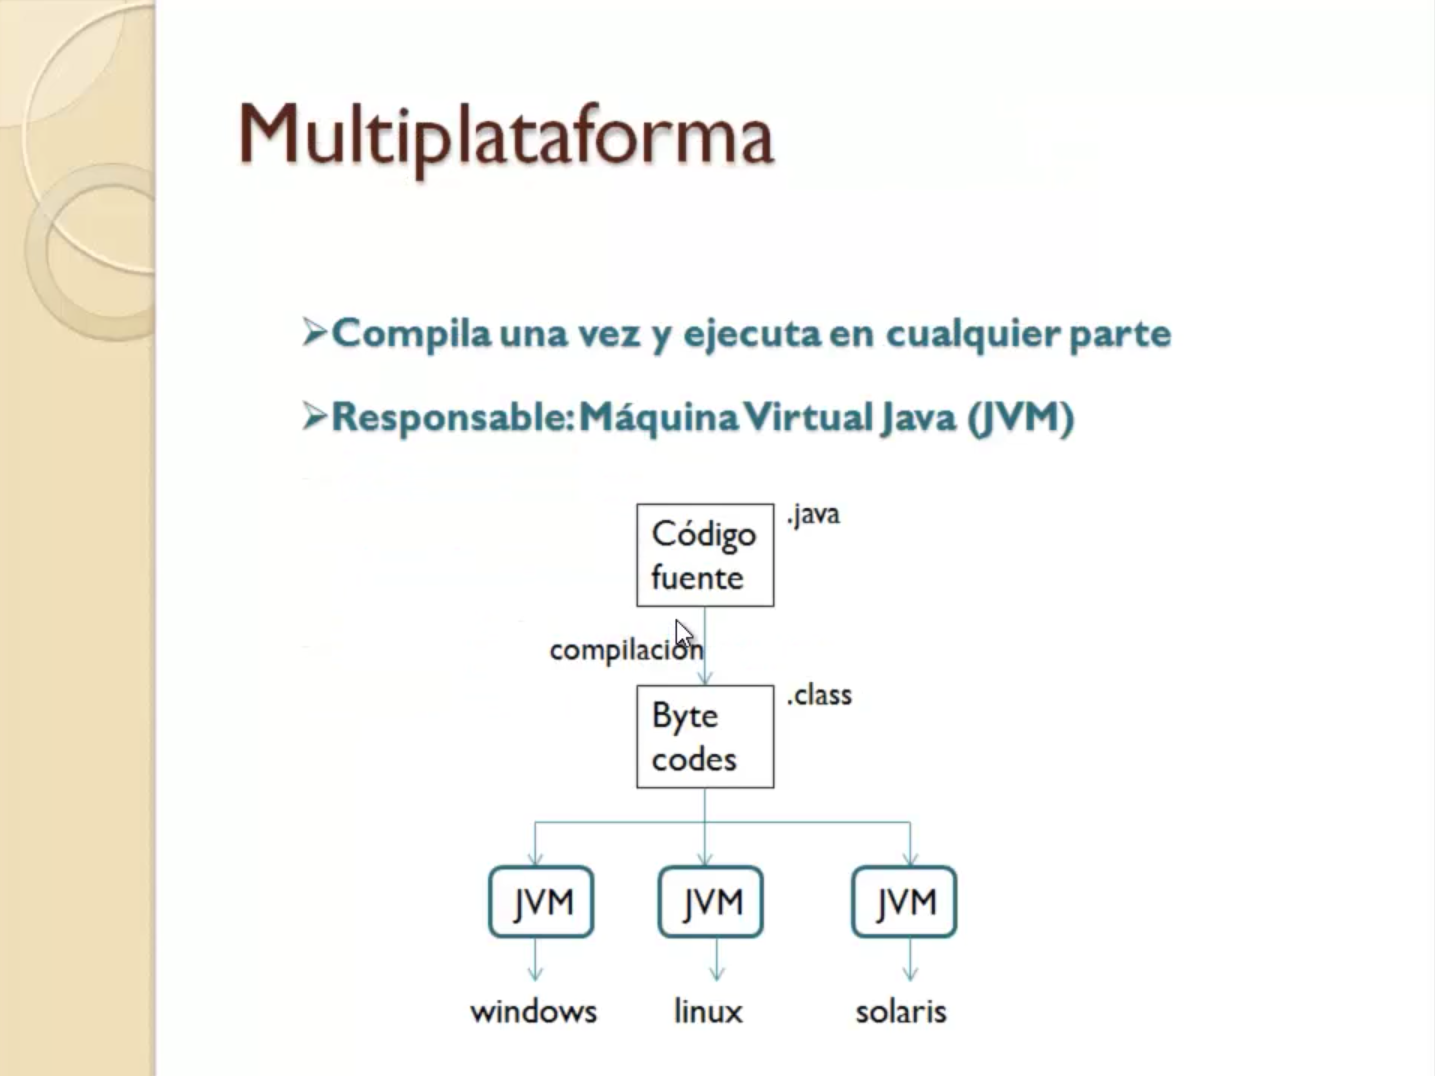 Multiplataforma
Compila una vez y ejecuta en cualquier parte
Responsable: Máquina Virtual Java (JVM)
Código
fuente
.java
compilación
Byte
codes
.class
JVM
JVM
JVM
windows
linux
solaris